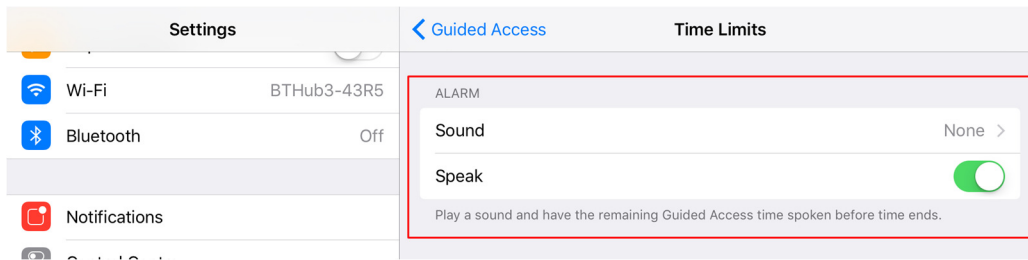 Settings
Wi-Fi BTHub3-43R5
Bluetooth Off
Notifications
Guided Access Time Limits
ALARM
Sound None
Speak
Play a sound and have the remaining Guided Access time spoken before time ends.